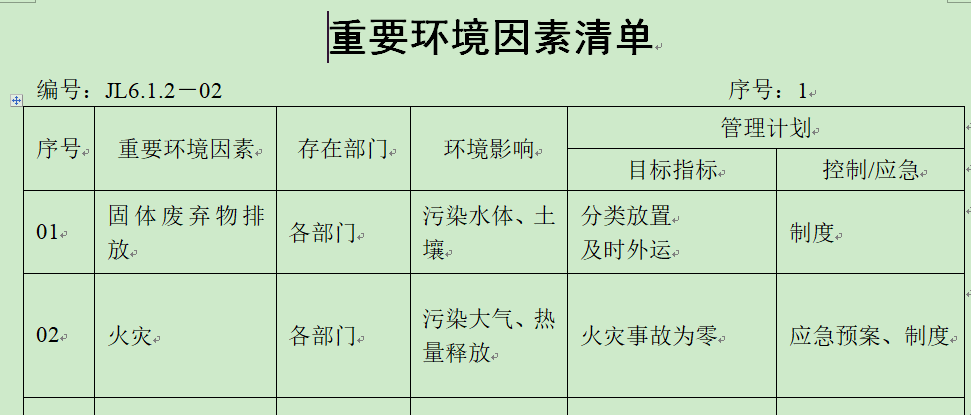 重要环境因素清单
编号：JL6.1.2－02 序号：1
序号 重要环境因素 存在部门 环境影响 管理计划
目标指标 控制/应急
01 固体废弃物排放 各部门 污染水体、土壤 分类放置 及时外运 制度
02 火灾 各部门 污染大气、热量释放 火灾事故为零 应急预案、制度